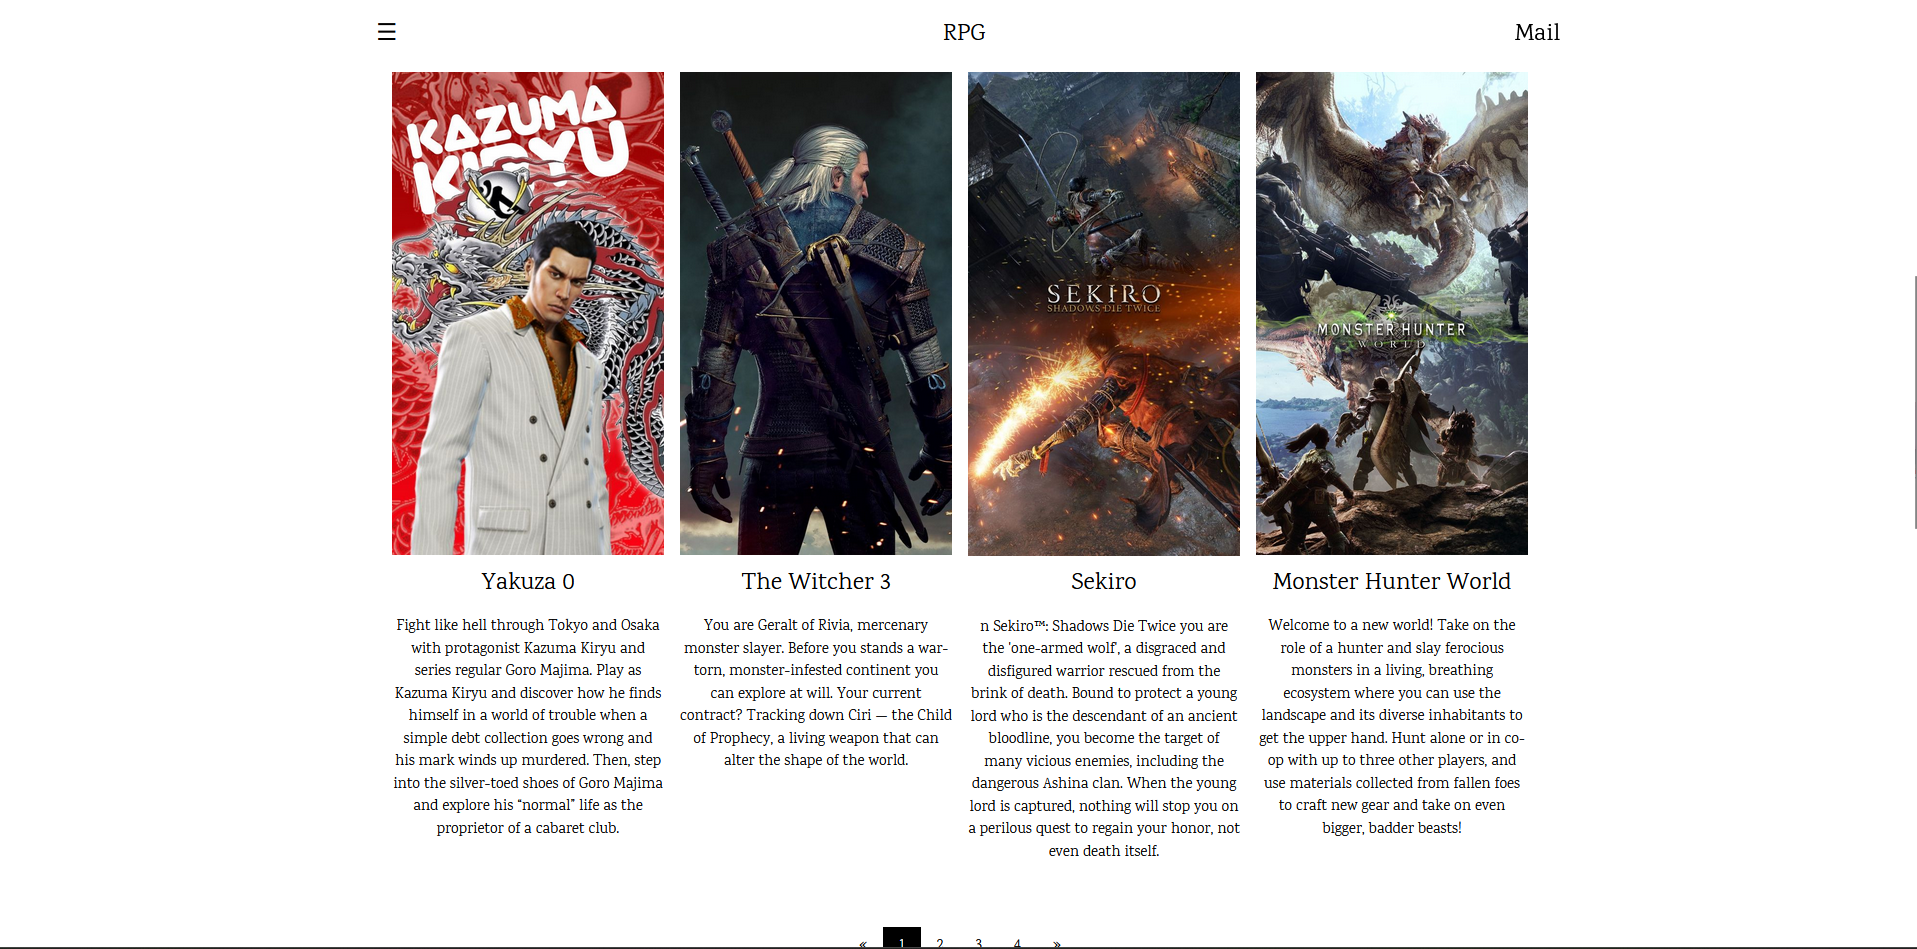 ☰ RPG Mail
KAZUMA
KIRYU
SEKIRO
SHADOWS DIE TWICE
MONSTER HUNTER
WORLD
Yakuza 0
Fight like hell through Tokyo and Osaka
with protagonist Kazuma Kiryu and
series regular Goro Majima. Play as
Kazuma Kiryu and discover how he finds
himself in a world of trouble when a
simple debt collection goes wrong and
his mark winds up murdered. Then, step
into the silver-toed shoes of Goro Majima
and explore his “normal” life as the
proprietor of a cabaret club.
The Witcher 3
You are Geralt of Rivia, mercenary
monster slayer. Before you stands a war-
torn, monster-infested continent you
can explore at will. Your current
contract? Tracking down Ciri — the Child
of Prophecy, a living weapon that can
alter the shape of the world.
Sekiro
n Sekiro™: Shadows Die Twice you are
the 'one-armed wolf', a disgraced and
disfigured warrior rescued from the
brink of death. Bound to protect a young
lord who is the descendant of an ancient
bloodline, you become the target of
many vicious enemies, including the
dangerous Ashina clan. When the young
lord is captured, nothing will stop you on
a perilous quest to regain your honor, not
even death itself.
Monster Hunter World
Welcome to a new world! Take on the
role of a hunter and slay ferocious
monsters in a living, breathing
ecosystem where you can use the
landscape and its diverse inhabitants to
get the upper hand. Hunt alone or in co-
op with up to three other players, and
use materials collected from fallen foes
to craft new gear and take on even
bigger, badder beasts!
« 1 2 3 4 »